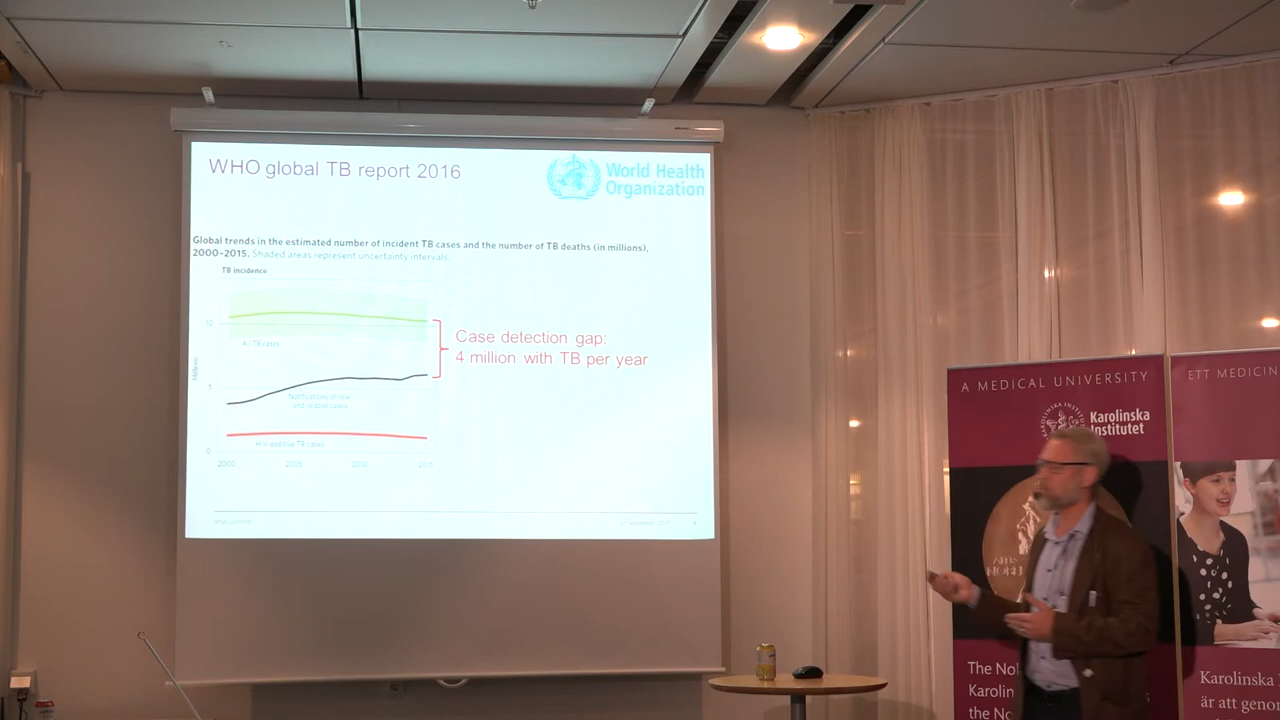 WHO global TB report 2016
World Health
Organization
Global trends in the estimated number of incident TB cases and the number of TB deaths (in millions),
2000–2015. Shaded areas represent uncertainty intervals.
TB incidence
10
All TB cases
Millions
5
Notifications of new
and relapse cases
HIV-positive TB cases
0
2000 2005 2010 2015
Case detection gap:
4 million with TB per year
A MEDICAL UNIVERSITY
Karolinska
Institutet
The No
Karolin
the No
ETT MEDICIN
Karolinska
är att geno